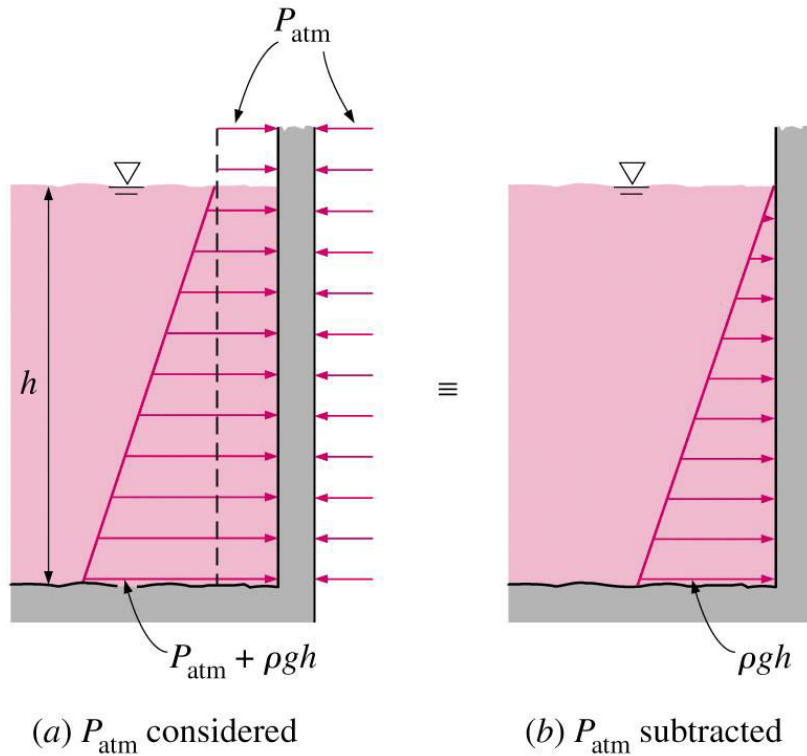 P_atm
h
≡
P_atm + ρgh
ρgh
(a) P_atm considered
(b) P_atm subtracted